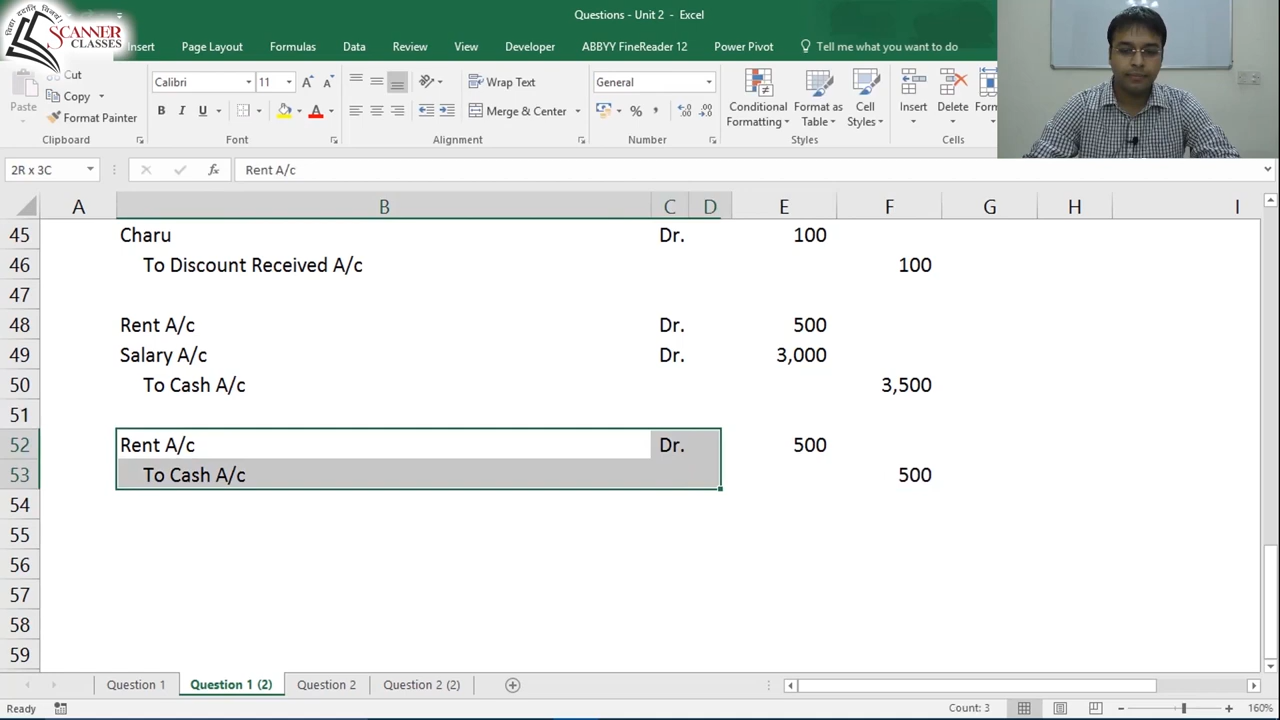 SCANNER
CLASSES
Questions - Unit 2 - Excel
Insert Page Layout Formulas Data Review View Developer ABBYY FineReader 12 Power Pivot Tell me what you want to do
Cut
Copy
Format Painter
Paste
Calibri 11
B I U
Wrap Text
Merge & Center
General
Conditional Formatting
Format as Table
Cell Styles
Insert
Delete
Clipboard Font Alignment Number Styles Cells
2R x 3C fx Rent A/c
A B C D E F G H I
45 Charu Dr. 100
46 To Discount Received A/c 100
47
48 Rent A/c Dr. 500
49 Salary A/c Dr. 3,000
50 To Cash A/c 3,500
51
52 Rent A/c Dr. 500
53 To Cash A/c 500
54
55
56
57
58
59
Question 1 Question 1 (2) Question 2 Question 2 (2)
Ready Count: 3 160%